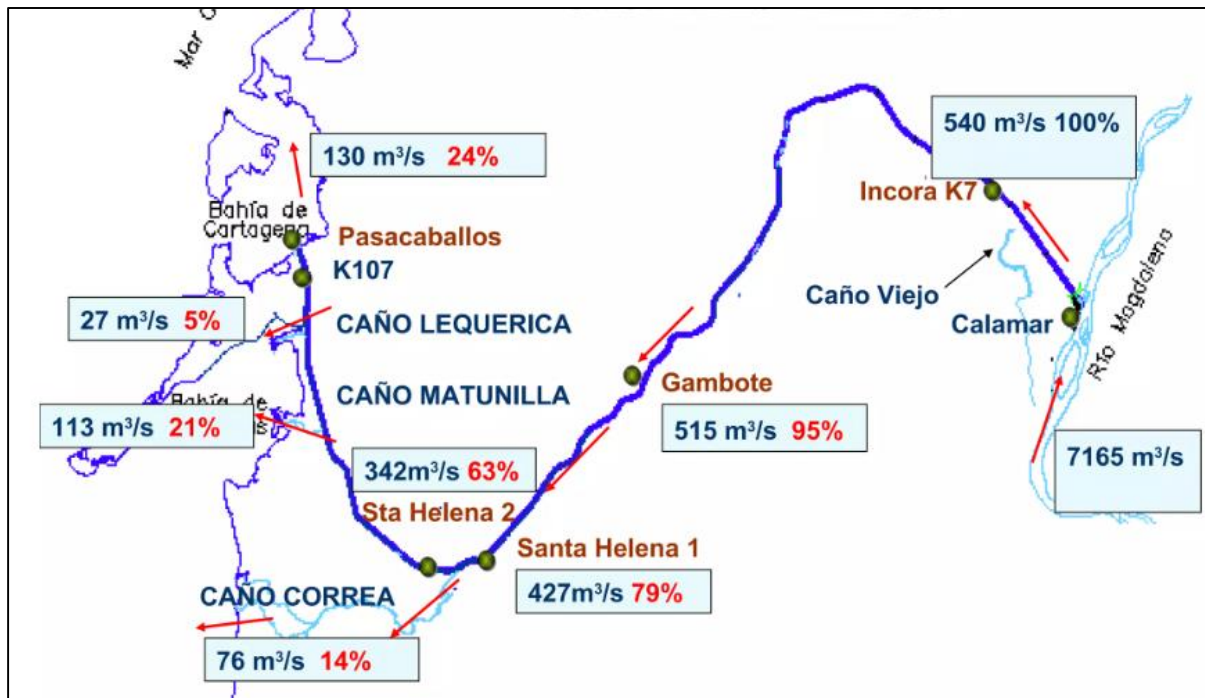 Mar
130 m³/s 24%
540 m³/s 100%
Incora K7
Bahía de
Cartagena
Pasacaballos
K107
Caño Viejo
Calamar
Río Magdalena
27 m³/s 5%
CAÑO LEQUERICA
Gambote
CAÑO MATUNILLA
Bahía de
113 m³/s 21%
515 m³/s 95%
7165 m³/s
342m³/s 63%
Sta Helena 2
Santa Helena 1
427m³/s 79%
CAÑO CORREA
76 m³/s 14%